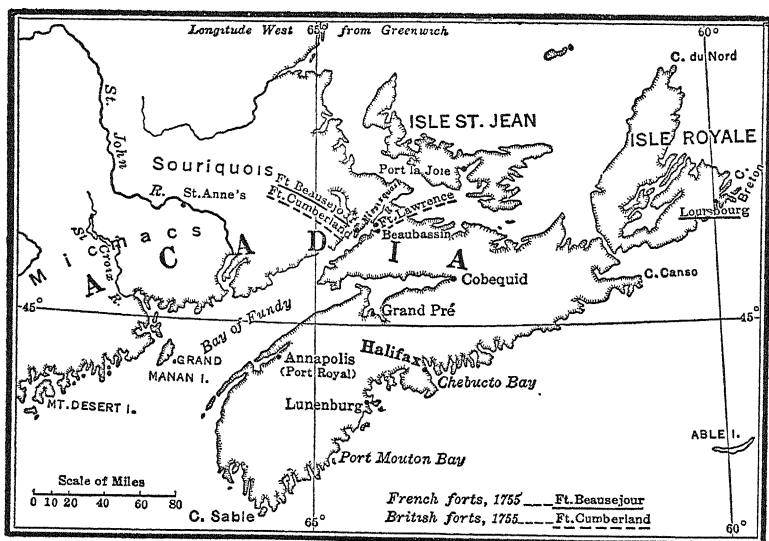 Longitude West 65° from Greenwich
60°
C. du Nord
St. John R.
ISLE ST. JEAN
ISLE ROYALE
Souriquois
Port la Joie
C. Breton
St. Anne's
Ft. Beausejour
Ft. Cumberland
Ft. Lawrence
Beaubassin
Louisbourg
Micmacs
ACADIA
St. Croix R.
Cobequid
C. Canso
45°
Bay of Fundy
Grand Pré
45°
GRAND
MANAN I.
Annapolis
(Port Royal)
Halifax
Chebucto Bay
MT. DESERT I.
Lunenburg
ABLE I.
Port Mouton Bay
Scale of Miles
0 10 20 40 60 80
French forts, 1755 ___ Ft. Beausejour
British forts, 1755 ___ Ft. Cumberland
C. Sable
65°
60°